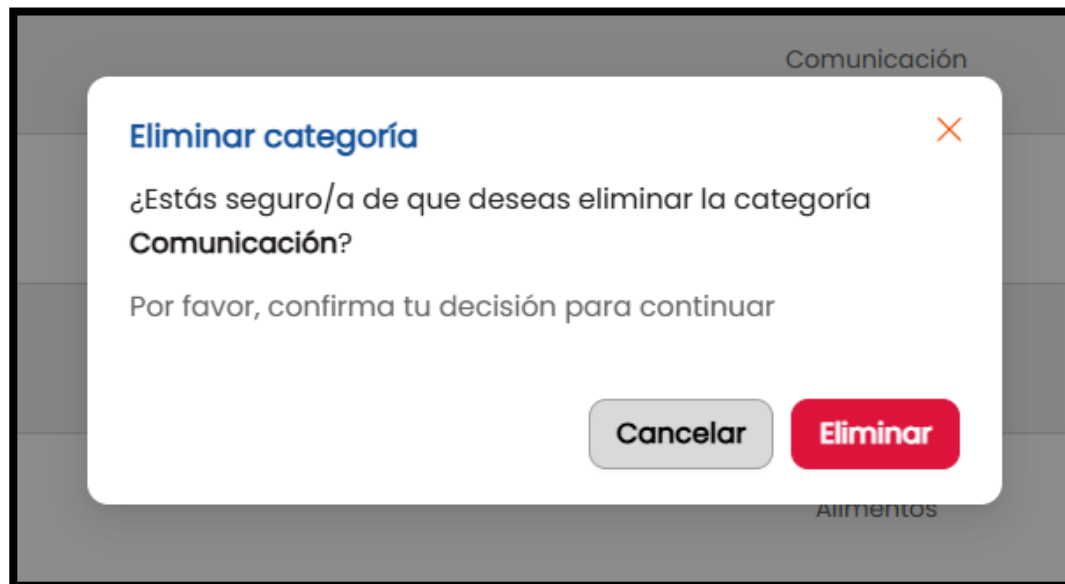 Comunicación
Eliminar categoría
¿Estás seguro/a de que deseas eliminar la categoría
Comunicación?
Por favor, confirma tu decisión para continuar
Cancelar
Eliminar
Alimentos